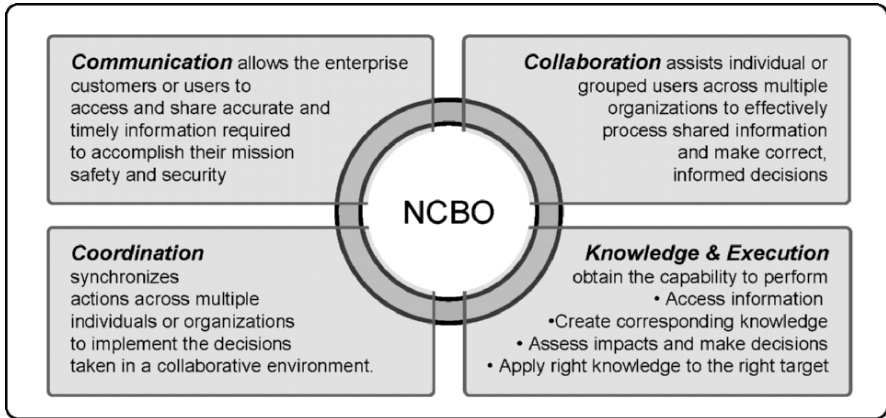 Communication allows the enterprise
customers or users to
access and share accurate and
timely information required
to accomplish their mission
safety and security
Collaboration assists individual or
grouped users across multiple
organizations to effectively
process shared information
and make correct,
informed decisions
NCBO
Coordination
synchronizes
actions across multiple
individuals or organizations
to implement the decisions
taken in a collaborative environment.
Knowledge & Execution
obtain the capability to perform
• Access information
•Create corresponding knowledge
• Assess impacts and make decisions
• Apply right knowledge to the right target